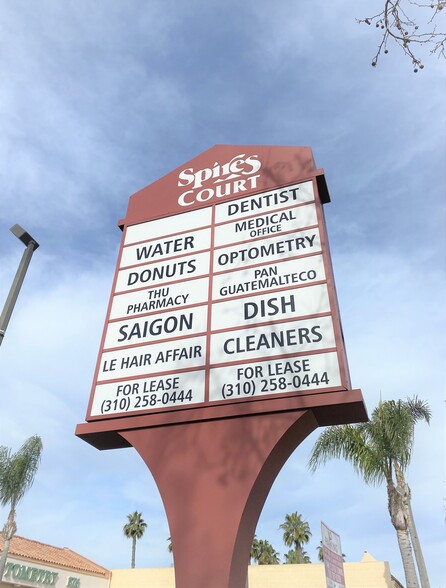 Spires
COURT
WATER
DONUTS
THU
PHARMACY
SAIGON
LE HAIR AFFAIR
FOR LEASE
(310) 258-0444
DENTIST
MEDICAL
OFFICE
OPTOMETRY
PAN
GUATEMALTECO
DISH
CLEANERS
FOR LEASE
(310) 258-0444